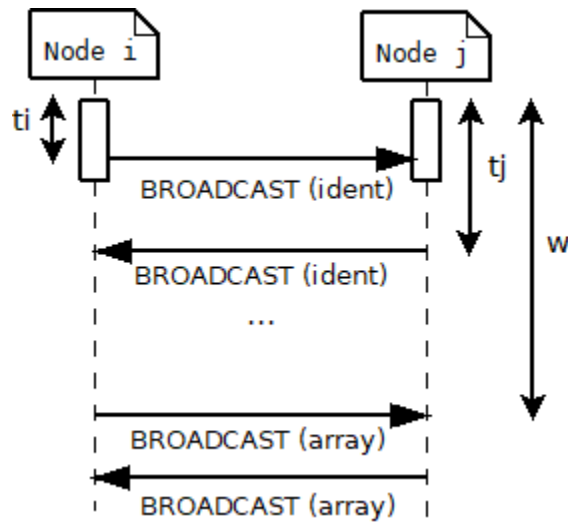 Node i
Node j
ti
tj
BROADCAST (ident)
w
BROADCAST (ident)
...
BROADCAST (array)
BROADCAST (array)